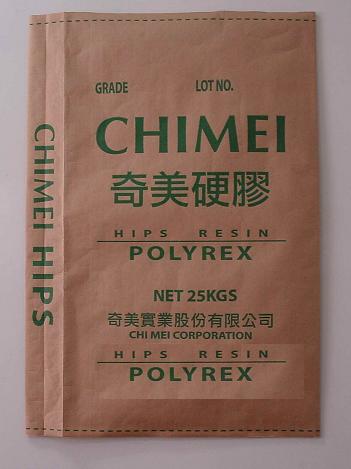 GRADE LOT NO.
CHIMEI
奇美硬膠
HIPS RESIN
POLYREX
NET 25KGS
奇美實業股份有限公司
CHI MEI CORPORATION
HIPS RESIN
POLYREX
CHIMEI HIPS